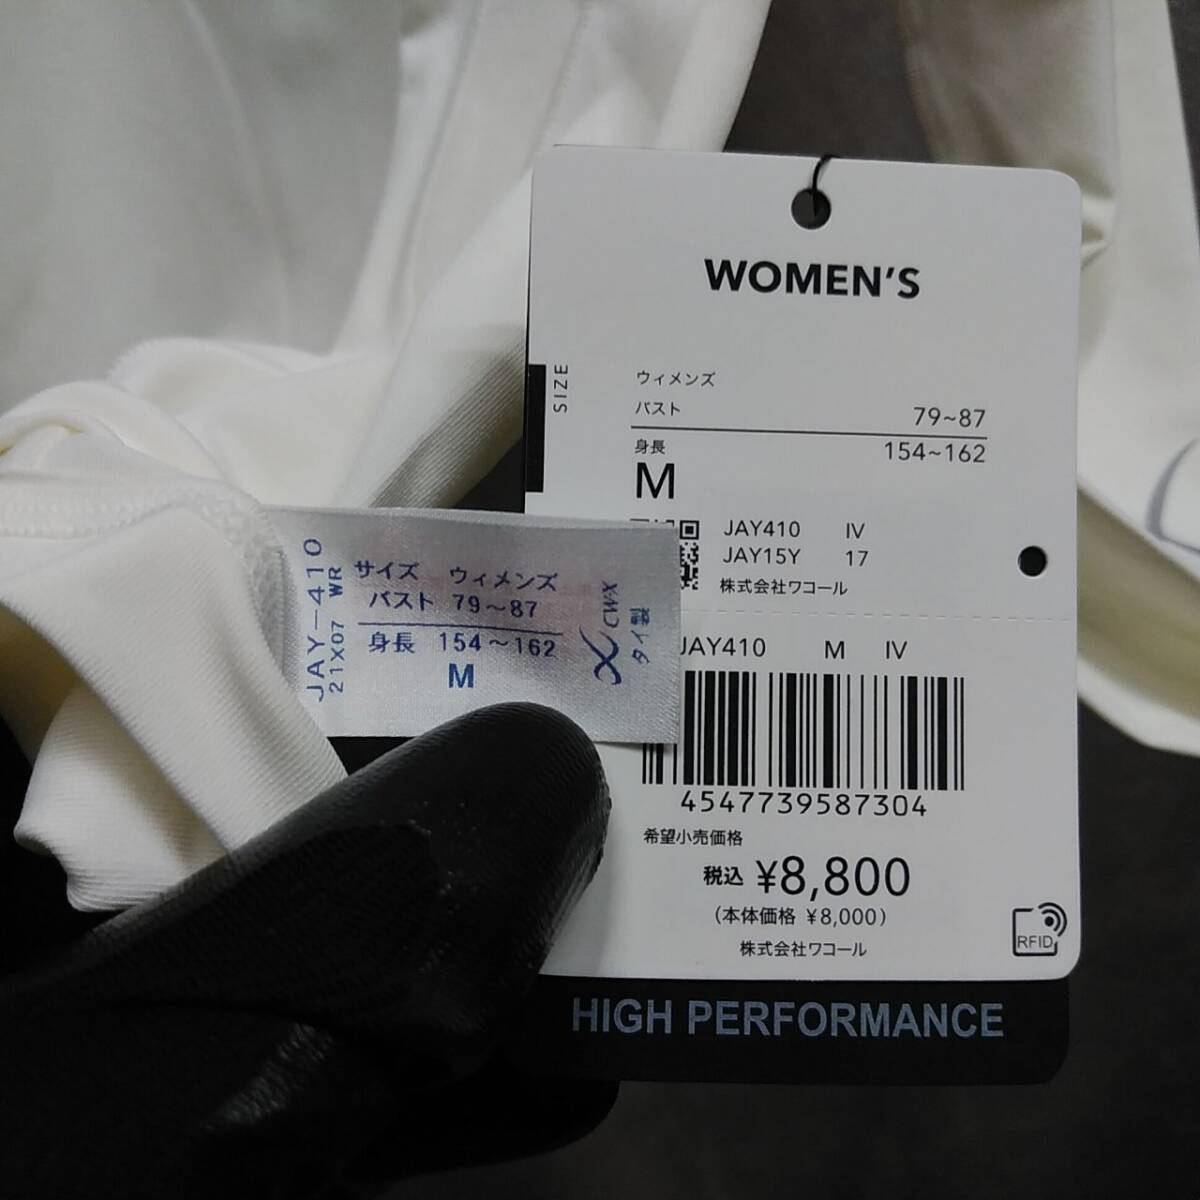 WOMEN'S
SIZE
ウィメンズ
バスト 79~87
身長 154~162
M
JAY410 IV
JAY15Y 17
株式会社ワコール
JAY410 M IV
4547739587304
希望小売価格
税込 ¥8,800
(本体価格 ¥8,000)
株式会社ワコール
RFID
HIGH PERFORMANCE
JAY-410
21X07 WR
サイズ ウィメンズ
バスト 79~87
身長 154~162
M
CW-X
タイ製